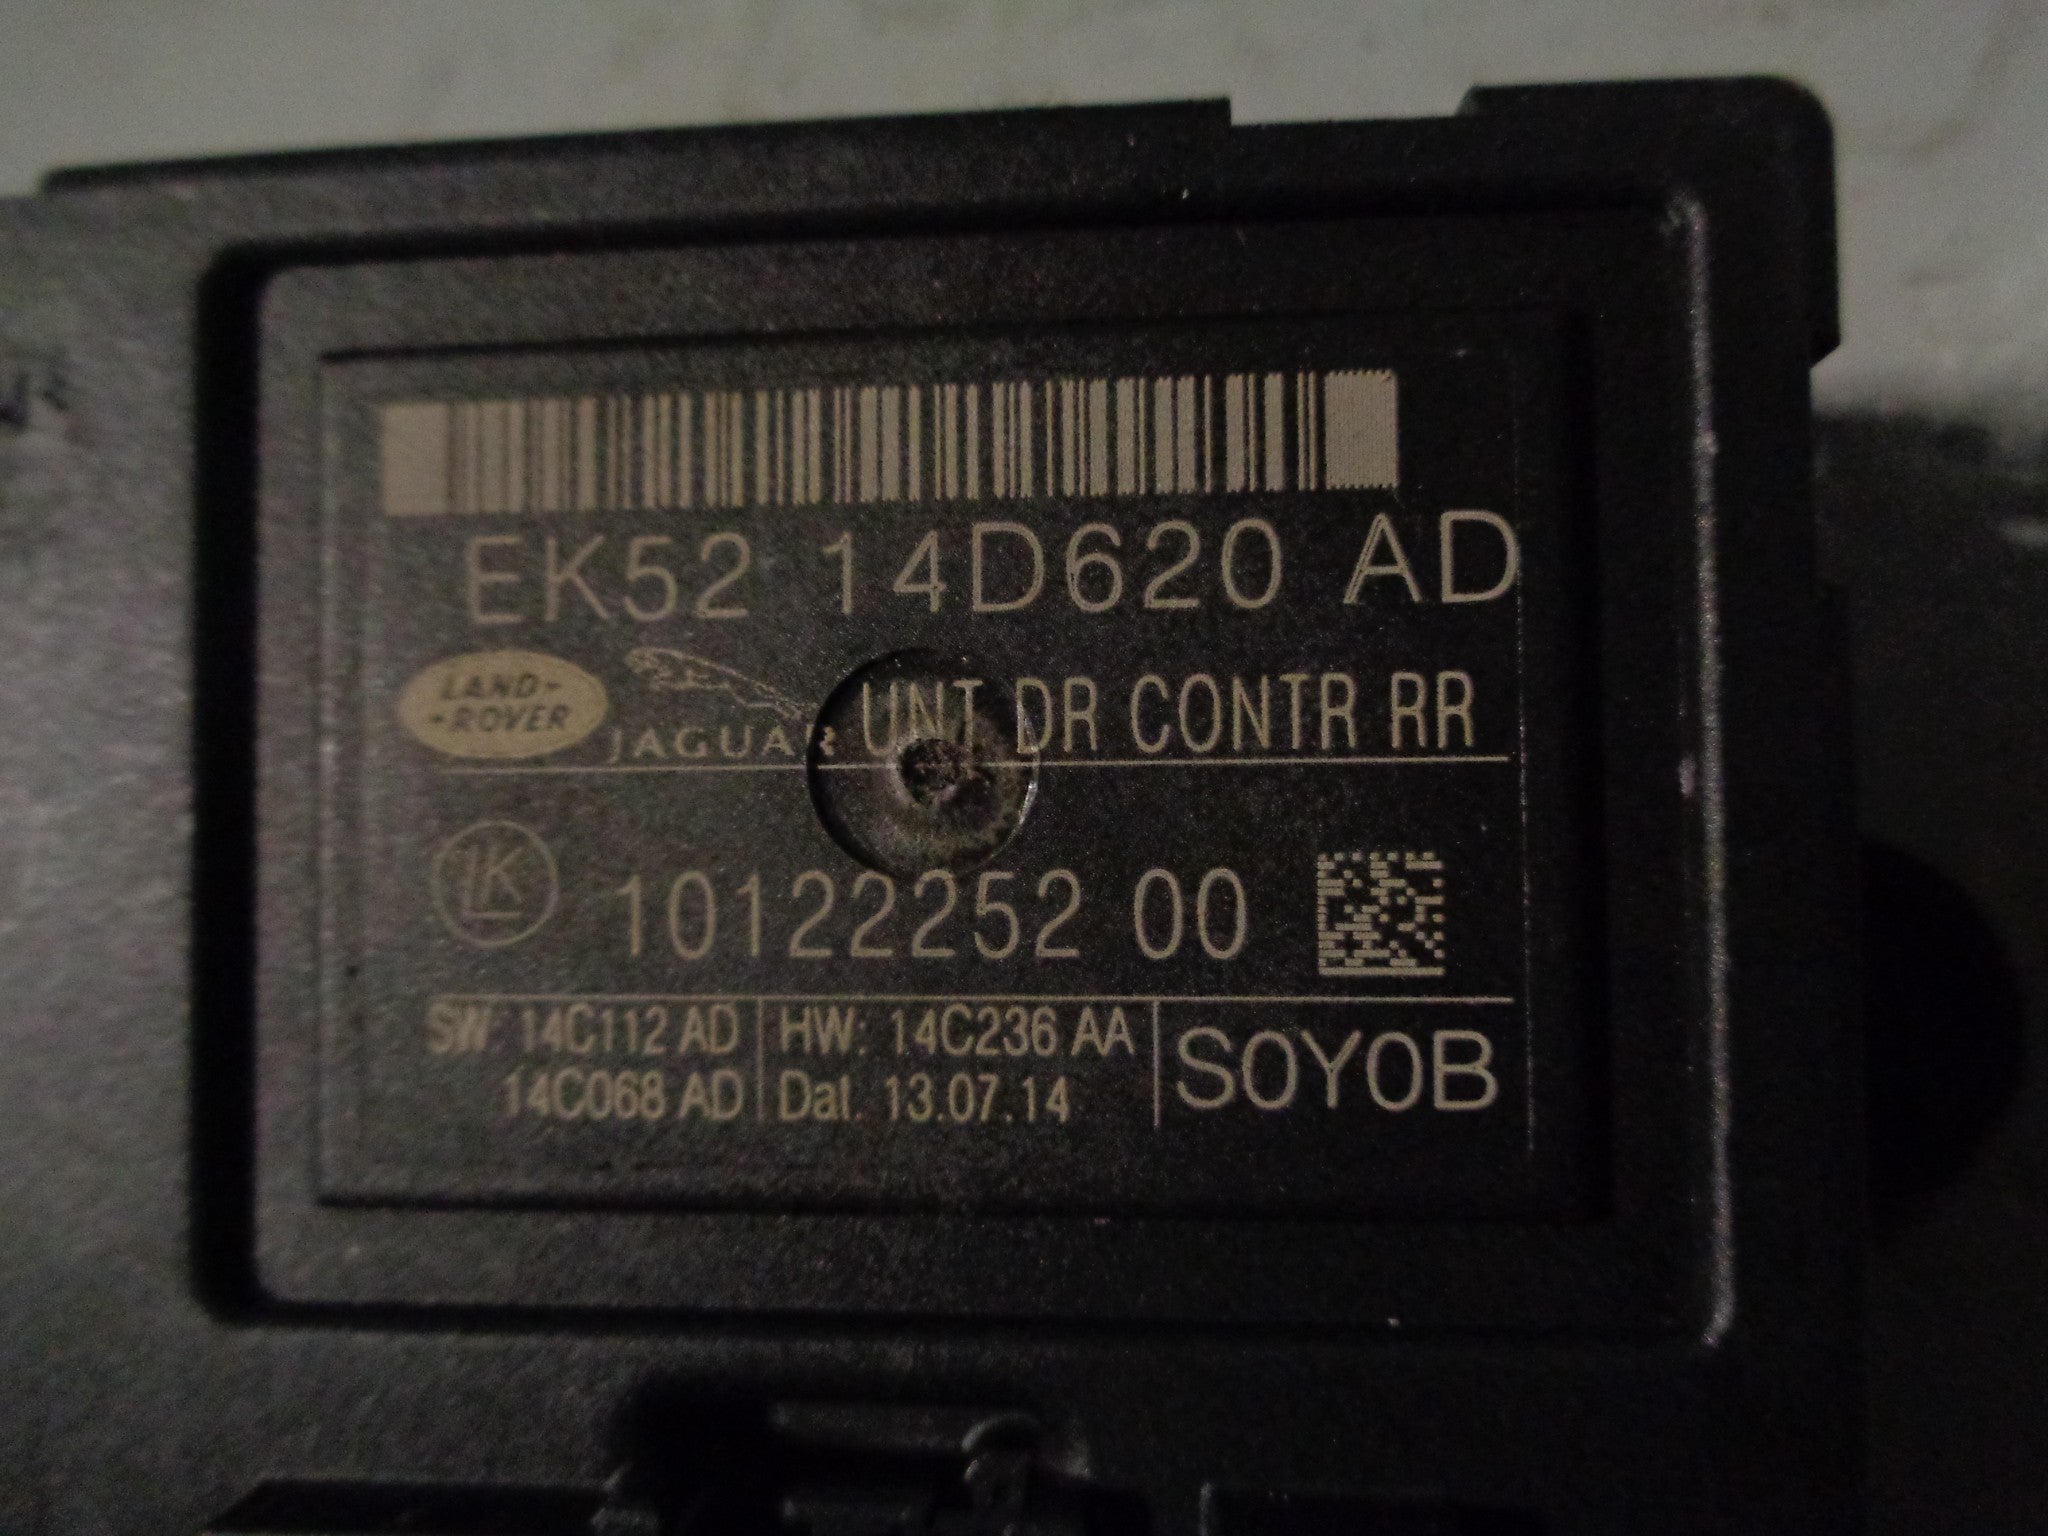 EK52 14D620 AD
LAND-
-ROVER
JAGUAR UNT DR CONTR RR
LK 10122252 00
SW: 14C112 AD HW: 14C236 AA
14C068 AD Dat. 13.07.14
S0Y0B